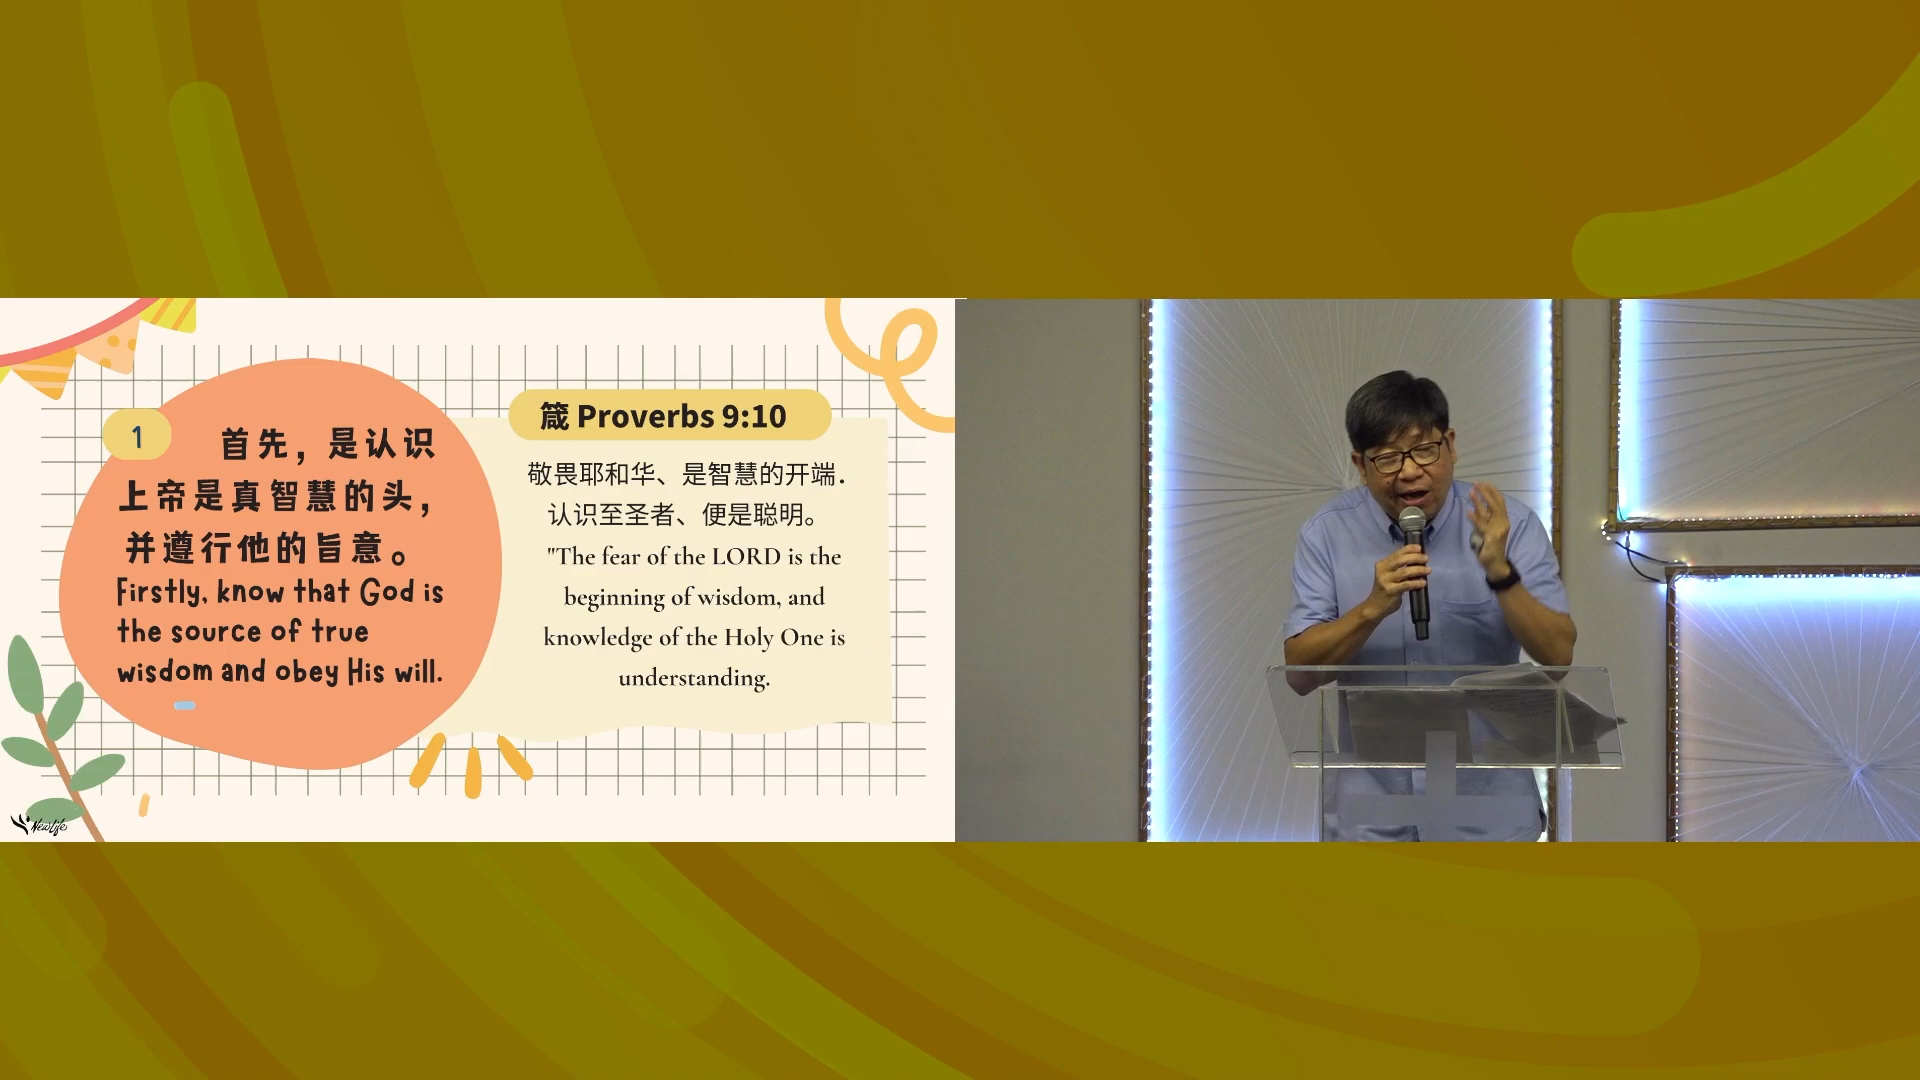 1
首先，是认识
上帝是真智慧的头，
并遵行他的旨意。
Firstly, know that God is
the source of true
wisdom and obey His will.
箴 Proverbs 9:10
敬畏耶和华、是智慧的开端.
认识至圣者、便是聪明。
"The fear of the LORD is the
beginning of wisdom, and
knowledge of the Holy One is
understanding.
NewLife